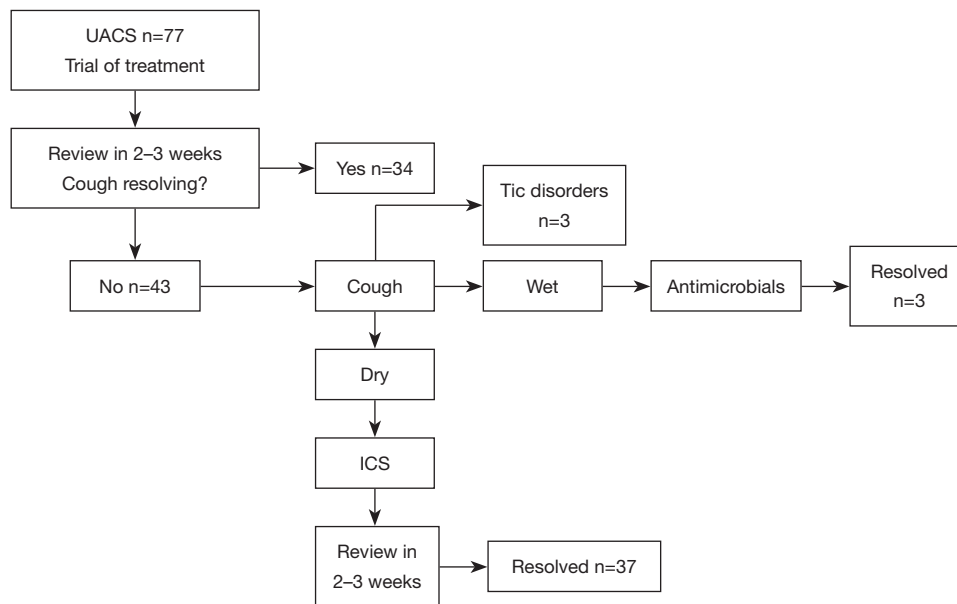 UACS n=77
Trial of treatment
Review in 2–3 weeks
Cough resolving?
Yes n=34
Tic disorders
n=3
No n=43
Cough
Wet
Antimicrobials
Resolved
n=3
Dry
ICS
Review in
2–3 weeks
Resolved n=37